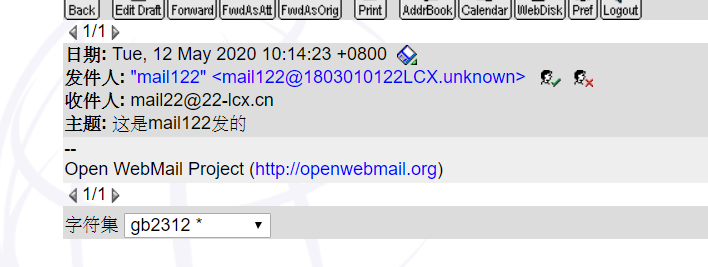 Back Edit Draft Forward FwdAsAtt FwdAsOrig Print AddrBook Calendar WebDisk Pref Logout
1/1
日期: Tue, 12 May 2020 10:14:23 +0800
发件人: "mail122" <mail122@1803010122LCX.unknown>
收件人: mail22@22-lcx.cn
主题: 这是mail122发的
--
Open WebMail Project (http://openwebmail.org)
1/1
字符集 gb2312 *